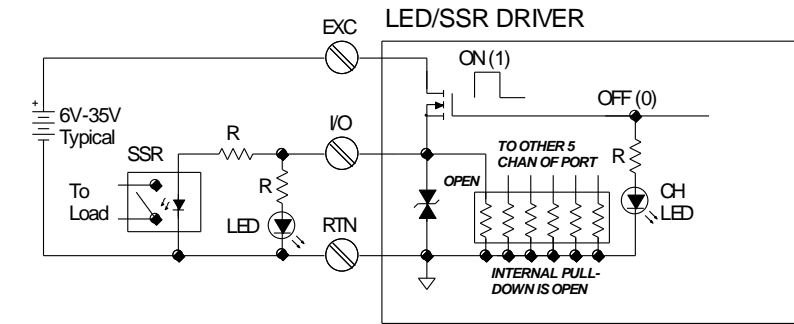 LED/SSR DRIVER
EXC
ON (1)
OFF (0)
+
6V-35V
Typical
R
I/O
TO OTHER 5
CHAN OF PORT
SSR
R
OPEN
R
To
Load
CH
LED
LED
RTN
INTERNAL PULL-
DOWN IS OPEN